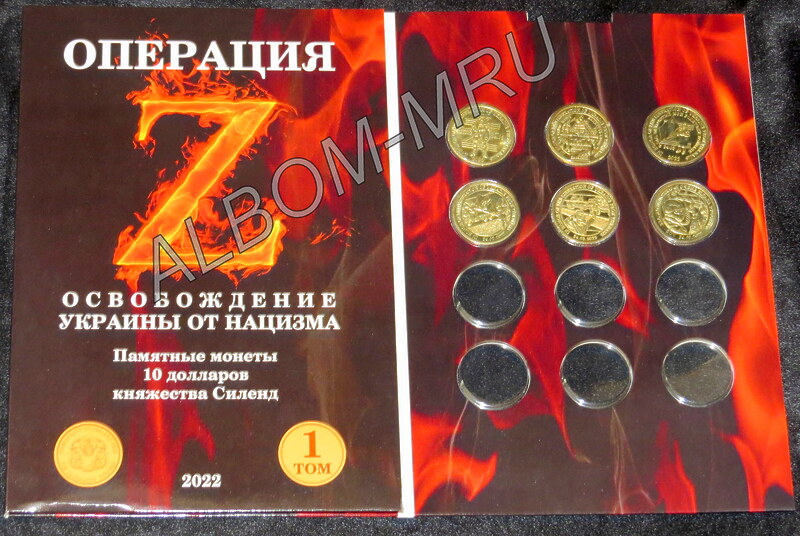 ОПЕРАЦИЯ
Z
ОСВОБОЖДЕНИЕ
УКРАИНЫ ОТ НАЦИЗМА
Памятные монеты
10 долларов
княжества Силенд
1
ТОМ
2022
ALBOM-MRU